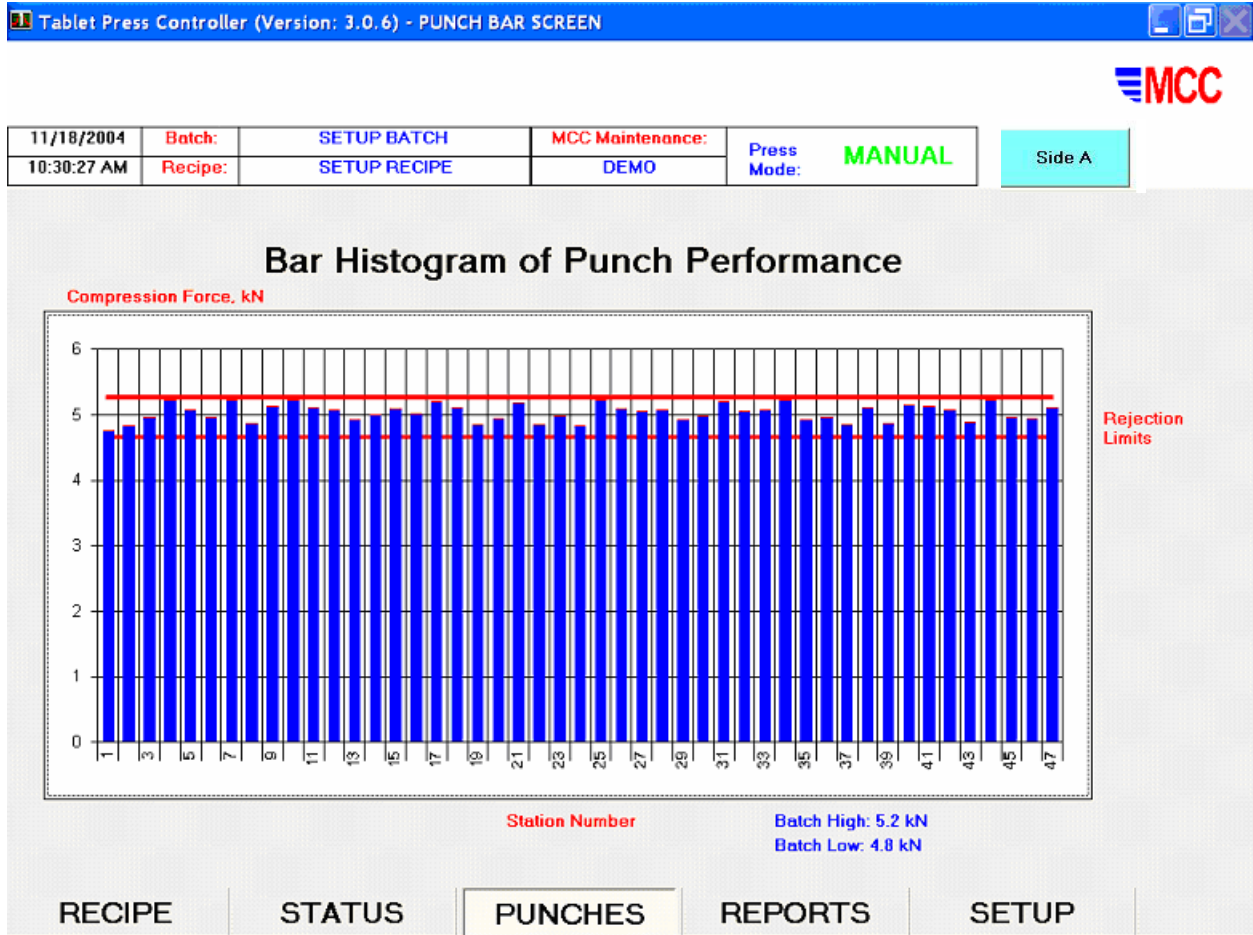 Tablet Press Controller (Version: 3.0.6) - PUNCH BAR SCREEN
MCC
11/18/2004 Batch: SETUP BATCH MCC Maintenance: Press Mode: MANUAL Side A
10:30:27 AM Recipe: SETUP RECIPE DEMO
Bar Histogram of Punch Performance
Compression Force, kN
6
5
Rejection
Limits
4
3
2
1
0
1 3 5 7 9 11 13 15 17 19 21 23 25 27 29 31 33 35 37 39 41 43 45 47
Station Number Batch High: 5.2 kN
Batch Low: 4.8 kN
RECIPE STATUS PUNCHES REPORTS SETUP